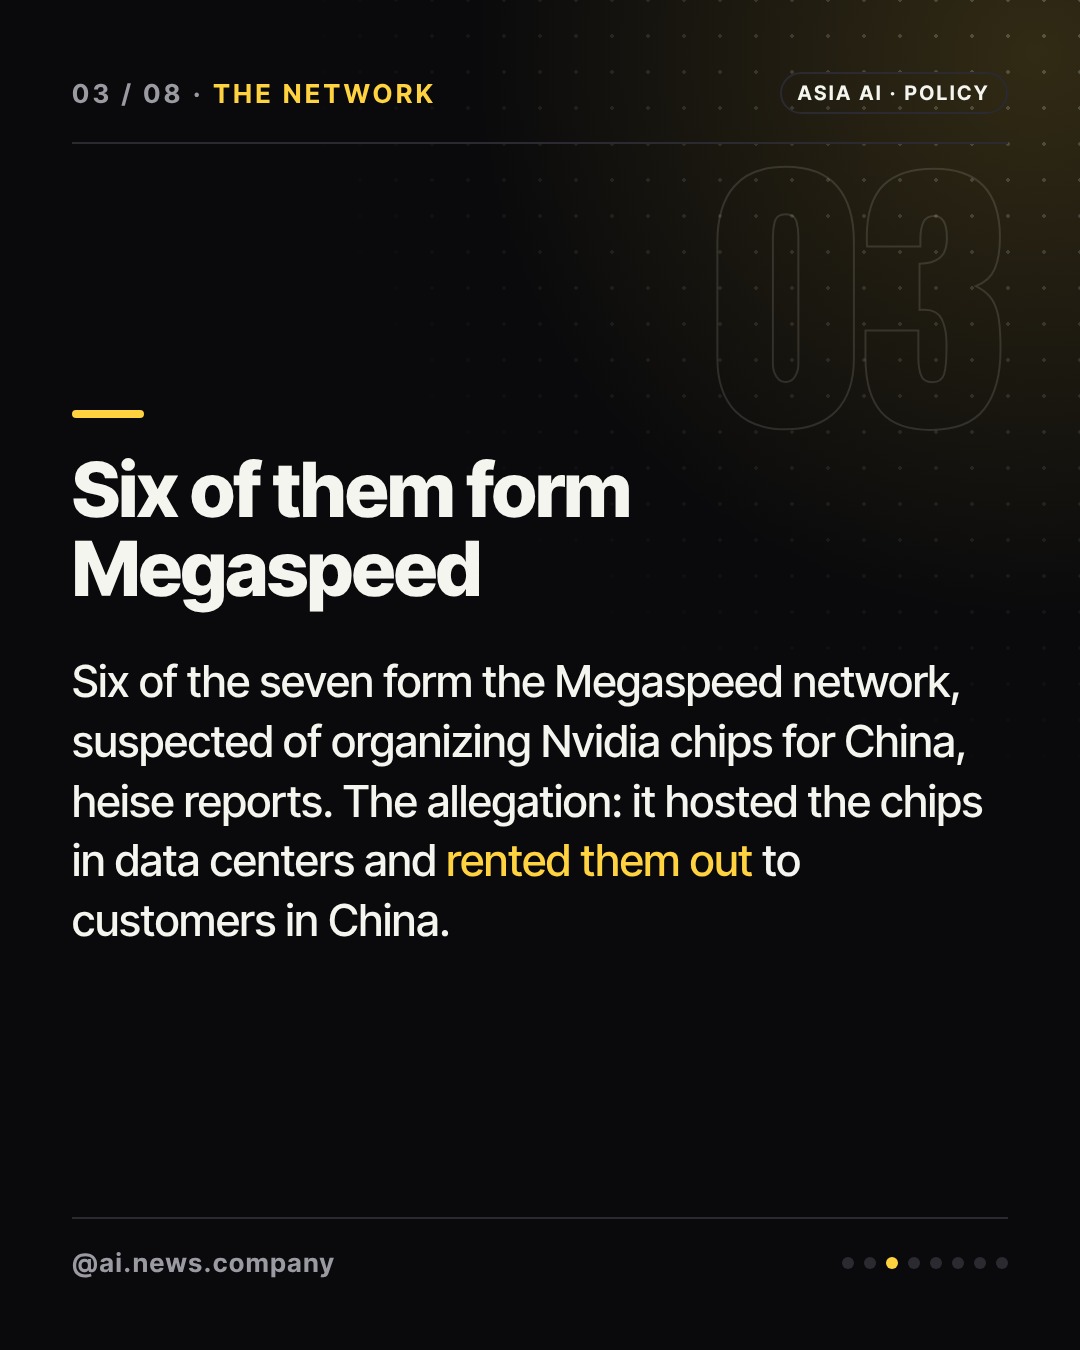 03 / 08 · THE NETWORK
ASIA AI · POLICY
03
Six of them form
Megaspeed
Six of the seven form the Megaspeed network,
suspected of organizing Nvidia chips for China,
heise reports. The allegation: it hosted the chips
in data centers and rented them out to
customers in China.
@ai.news.company